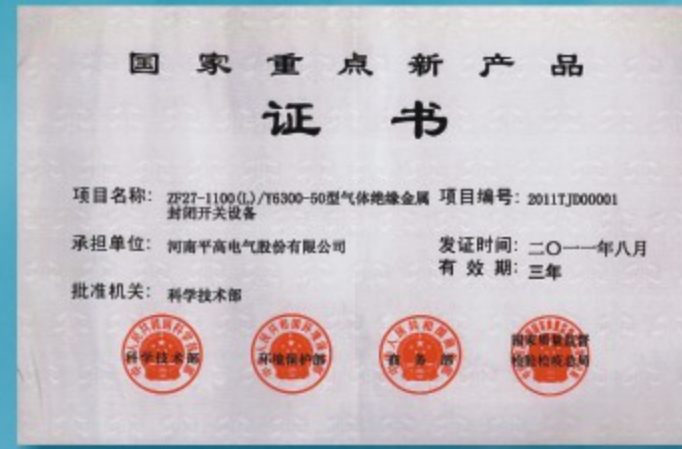 国家重点新产品
证书
项目名称: ZF27-1100(L)/Y6300-50型气体绝缘金属
封闭开关设备
项目编号: 2011TJD00001
承担单位: 河南平高电气股份有限公司
发证时间: 二〇一一年八月
有效期: 三年
批准机关: 科学技术部
科学技术部
环境保护部
商务部
国家质量监督
检验检疫总局